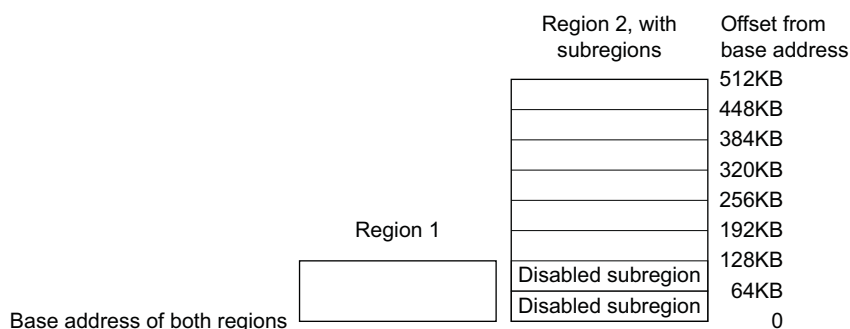 Region 2, with
subregions
Offset from
base address
512KB
448KB
384KB
320KB
256KB
192KB
Region 1
128KB
Disabled subregion
64KB
Disabled subregion
Base address of both regions
0